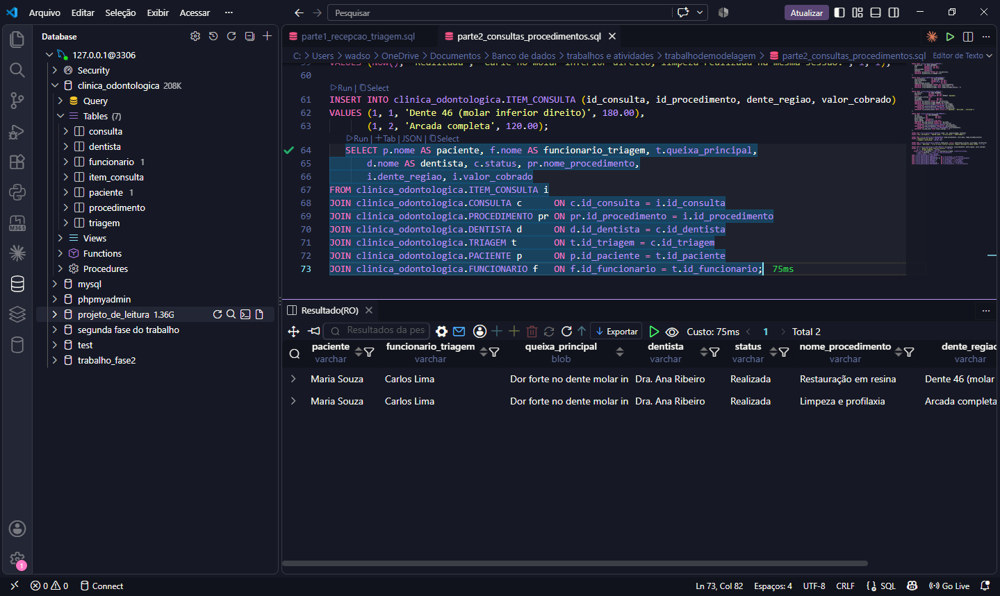 Arquivo Editar Seleção Exibir Acessar ···
Pesquisar
Atualizar
Database
127.0.0.1@3306
Security
clinica_odontologica 208K
Query
Tables (7)
consulta
dentista
funcionario 1
item_consulta
paciente 1
procedimento
triagem
Views
Functions
Procedures
mysql
phpmyadmin
projeto_de_leitura 1.36G
segunda fase do trabalho
test
trabalho_fase2
M365
1
parte1_recepcao_triagem.sql
parte2_consultas_procedimentos.sql
C: > Users > wadso > OneDrive > Documentos > Banco de dados > trabalhos e atividades > trabalhodemodelagem > parte2_consultas_procedimentos.sql
Editor de Texto
60
Run | Select
61 INSERT INTO clinica_odontologica.ITEM_CONSULTA (id_consulta, id_procedimento, dente_regiao, valor_cobrado)
62 VALUES (1, 1, 'Dente 46 (molar inferior direito)', 180.00),
63 (1, 2, 'Arcada completa', 120.00);
Run | +Tab | JSON | Select
64 SELECT p.nome AS paciente, f.nome AS funcionario_triagem, t.queixa_principal,
65 d.nome AS dentista, c.status, pr.nome_procedimento,
66 i.dente_regiao, i.valor_cobrado
67 FROM clinica_odontologica.ITEM_CONSULTA i
68 JOIN clinica_odontologica.CONSULTA c ON c.id_consulta = i.id_consulta
69 JOIN clinica_odontologica.PROCEDIMENTO pr ON pr.id_procedimento = i.id_procedimento
70 JOIN clinica_odontologica.DENTISTA d ON d.id_dentista = c.id_dentista
71 JOIN clinica_odontologica.TRIAGEM t ON t.id_triagem = c.id_triagem
72 JOIN clinica_odontologica.PACIENTE p ON p.id_paciente = t.id_paciente
73 JOIN clinica_odontologica.FUNCIONARIO f ON f.id_funcionario = t.id_funcionario; 75ms
Resultado(RO)
Resultados da pes
Exportar
Custo: 75ms < 1 > Total 2
paciente funcionario_triagem queixa_principal dentista status nome_procedimento dente_regiao
varchar varchar blob varchar varchar varchar varchar
Maria Souza Carlos Lima Dor forte no dente molar in Dra. Ana Ribeiro Realizada Restauração em resina Dente 46 (molar
Maria Souza Carlos Lima Dor forte no dente molar in Dra. Ana Ribeiro Realizada Limpeza e profilaxia Arcada completa
0 0 Connect
Ln 73, Col 82 Espaços: 4 UTF-8 CRLF SQL Go Live